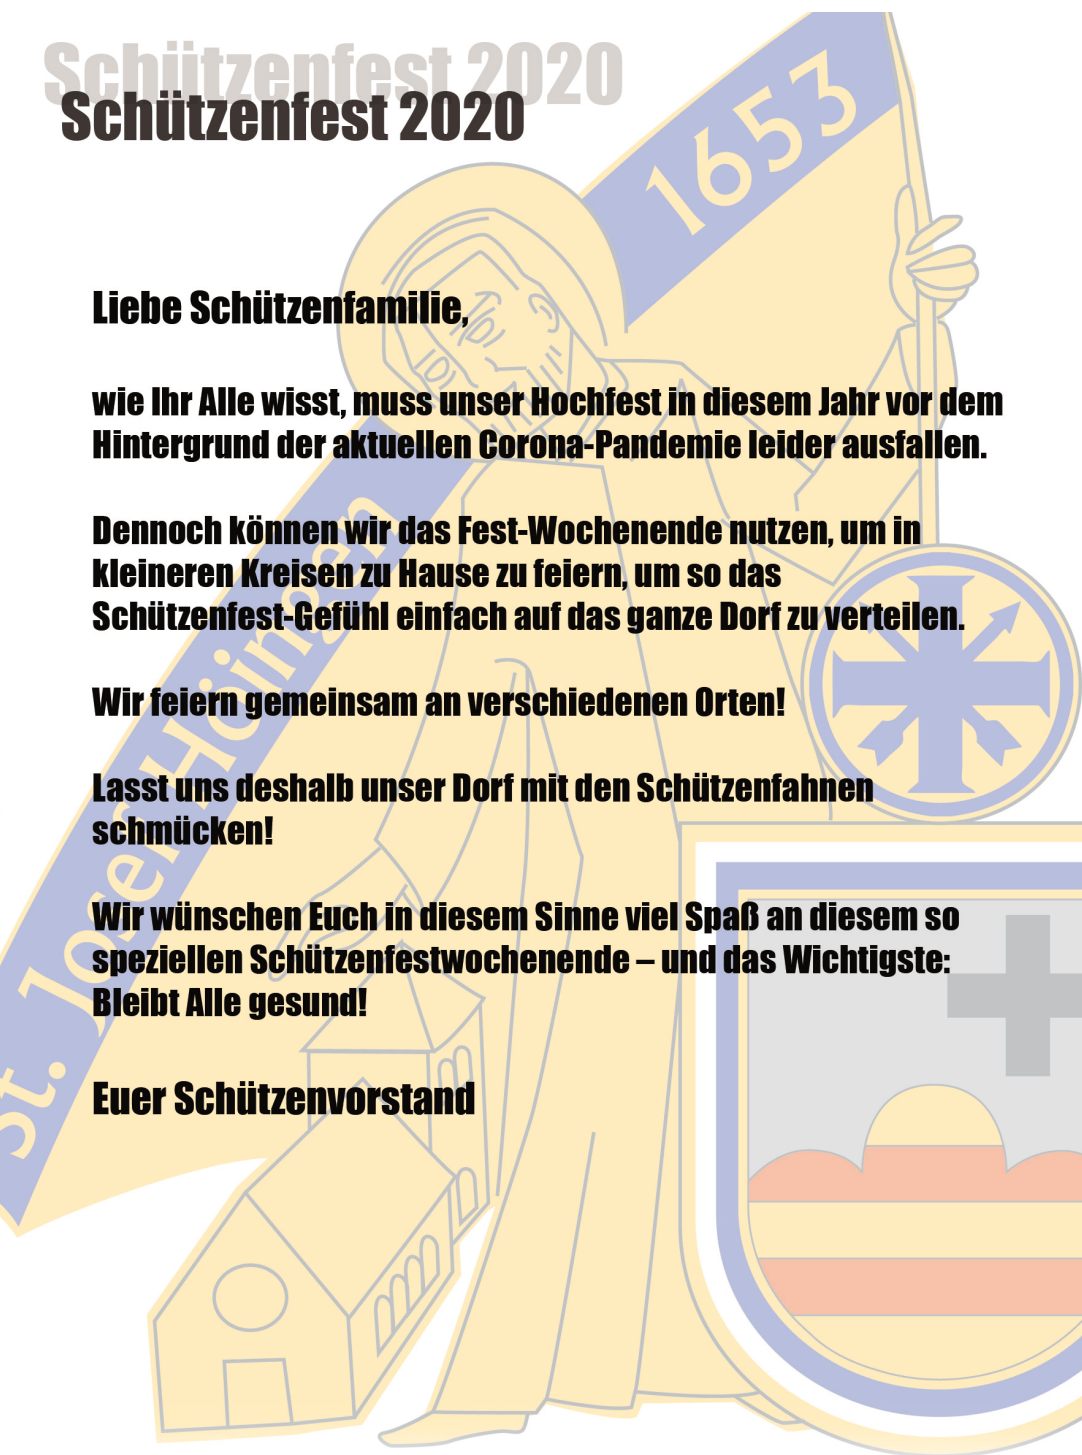 Schützenfest 2020
Schützenfest 2020
1653
Liebe Schützenfamilie,
wie Ihr Alle wisst, muss unser Hochfest in diesem Jahr vor dem
Hintergrund der aktuellen Corona-Pandemie leider ausfallen.
Dennoch können wir das Fest-Wochenende nutzen, um in
kleineren Kreisen zu Hause zu feiern, um so das
Schützenfest-Gefühl einfach auf das ganze Dorf zu verteilen.
Wir feiern gemeinsam an verschiedenen Orten!
Lasst uns deshalb unser Dorf mit den Schützenfahnen
schmücken!
Wir wünschen Euch in diesem Sinne viel Spaß an diesem so
speziellen Schützenfestwochenende – und das Wichtigste:
Bleibt Alle gesund!
Euer Schützenvorstand
St. Josef Höingen